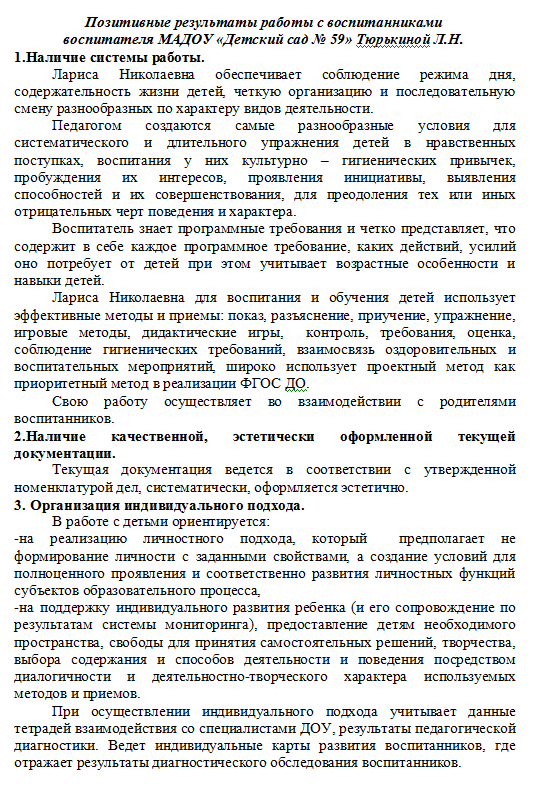 Позитивные результаты работы с воспитанниками
воспитателя МАДОУ «Детский сад № 59» Тюрькиной Л.Н.
1.Наличие системы работы.
Лариса Николаевна обеспечивает соблюдение режима дня,
содержательность жизни детей, четкую организацию и последовательную
смену разнообразных по характеру видов деятельности.
Педагогом создаются самые разнообразные условия для
систематического и длительного упражнения детей в нравственных
поступках, воспитания у них культурно – гигиенических привычек,
пробуждения их интересов, проявления инициативы, выявления
способностей и их совершенствования, для преодоления тех или иных
отрицательных черт поведения и характера.
Воспитатель знает программные требования и четко представляет, что
содержит в себе каждое программное требование, каких действий, усилий
оно потребует от детей при этом учитывает возрастные особенности и
навыки детей.
Лариса Николаевна для воспитания и обучения детей использует
эффективные методы и приемы: показ, разъяснение, приучение, упражнение,
игровые методы, дидактические игры, контроль, требования, оценка,
соблюдение гигиенических требований, взаимосвязь оздоровительных и
воспитательных мероприятий, широко использует проектный метод как
приоритетный метод в реализации ФГОС ДО.
Свою работу осуществляет во взаимодействии с родителями
воспитанников.
2.Наличие качественной, эстетически оформленной текущей
документации.
Текущая документация ведется в соответствии с утвержденной
номенклатурой дел, систематически, оформляется эстетично.
3. Организация индивидуального подхода.
В работе с детьми ориентируется:
-на реализацию личностного подхода, который предполагает не
формирование личности с заданными свойствами, а создание условий для
полноценного проявления и соответственно развития личностных функций
субъектов образовательного процесса,
-на поддержку индивидуального развития ребенка (и его сопровождение по
результатам системы мониторинга), предоставление детям необходимого
пространства, свободы для принятия самостоятельных решений, творчества,
выбора содержания и способов деятельности и поведения посредством
диалогичности и деятельностно-творческого характера используемых
методов и приемов.
При осуществлении индивидуального подхода учитывает данные
тетрадей взаимодействия со специалистами ДОУ, результаты педагогической
диагностики. Ведет индивидуальные карты развития воспитанников, где
отражает результаты диагностического обследования воспитанников.